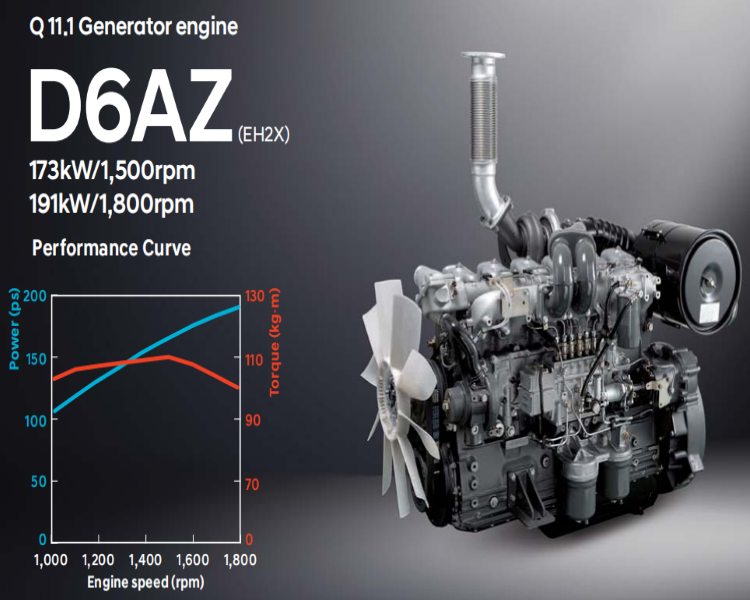 Q 11.1 Generator engine
D6AZ (EH2X)
173kW/1,500rpm
191kW/1,800rpm
Performance Curve
Power (ps)
200
150
100
50
0
130
110
90
70
0
Torque (kg·m)
1,000 1,200 1,400 1,600 1,800
Engine speed (rpm)